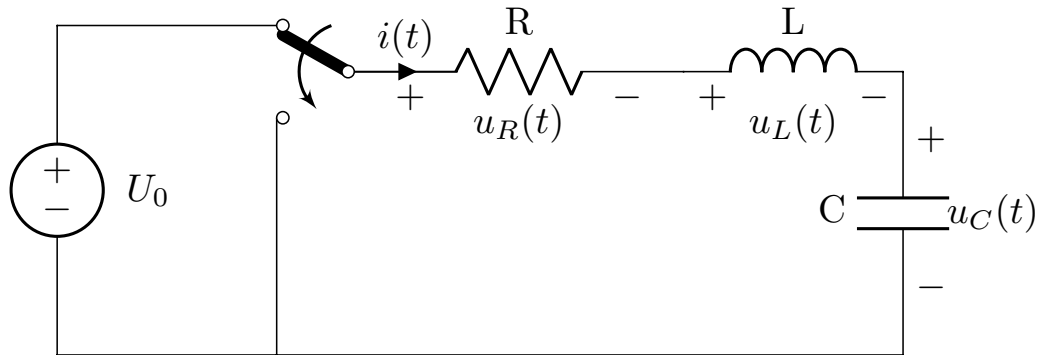 R
L
i(t)
+ − + −
u_R(t)
u_L(t)
+
+
−
U_0
C
u_C(t)
−